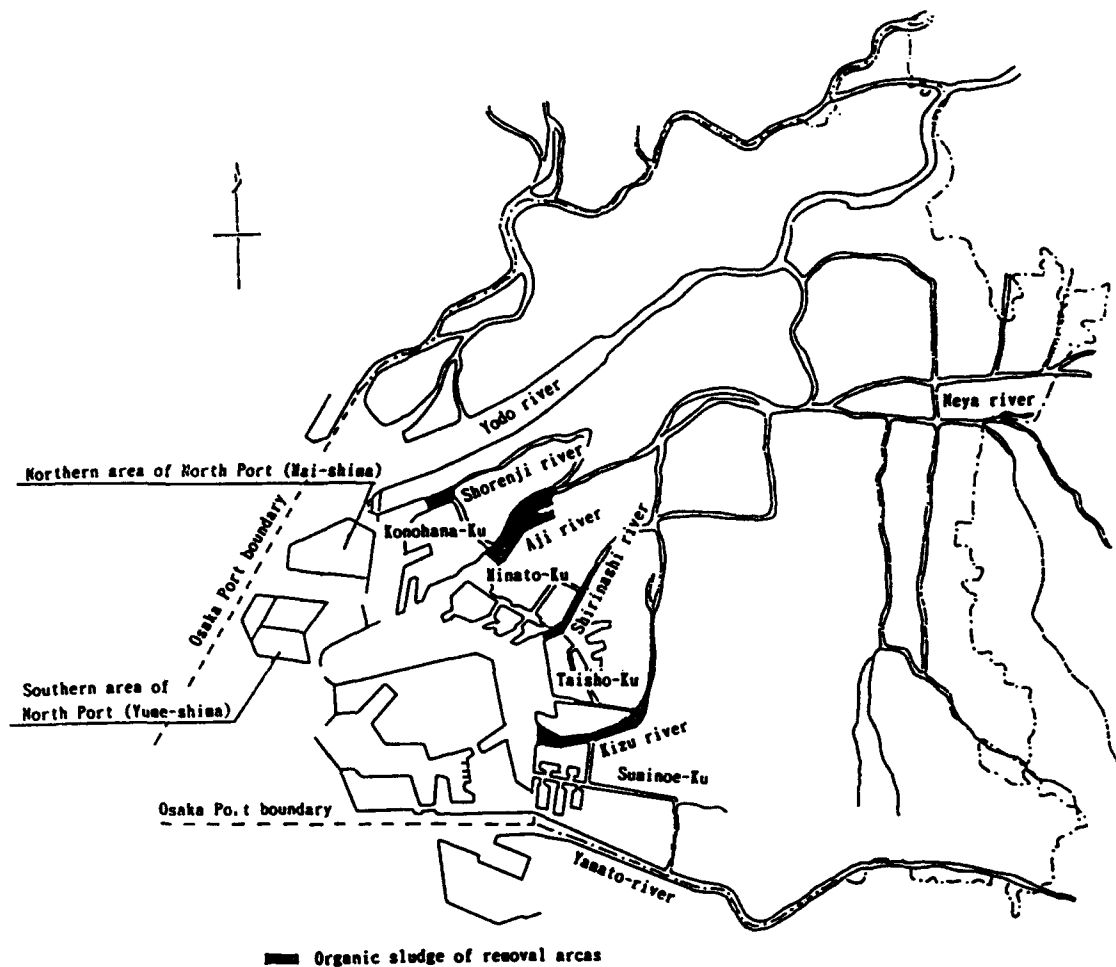 Neya river
Yodo river
Northern area of North Port (Mai-shima)
Shorenji river
Konohana-Ku
Aji river
Osaka Port boundary
Minato-Ku
Shirinashi river
Taisho-Ku
Southern area of
North Port (Yume-shima)
Kizu river
Suminoe-Ku
Osaka Po.t boundary
Yamato-river
Organic sludge of removal areas